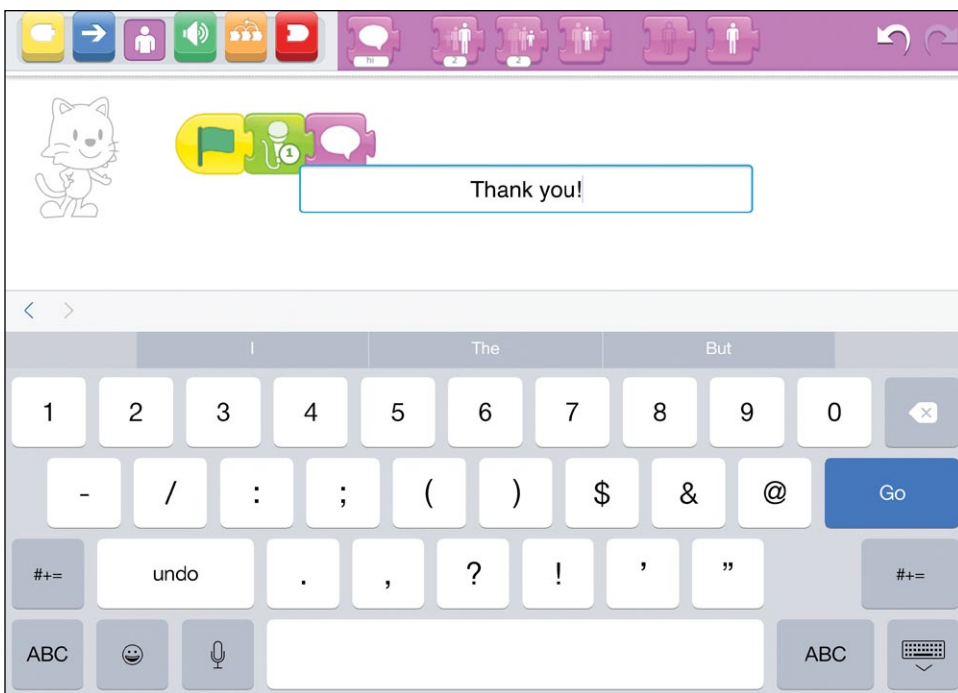 hi
2
2
1
Thank you!
I The But
1 2 3 4 5 6 7 8 9 0
- / : ; ( ) $ & @ Go
#+= undo . , ? ! ’ ” #+=
ABC ABC